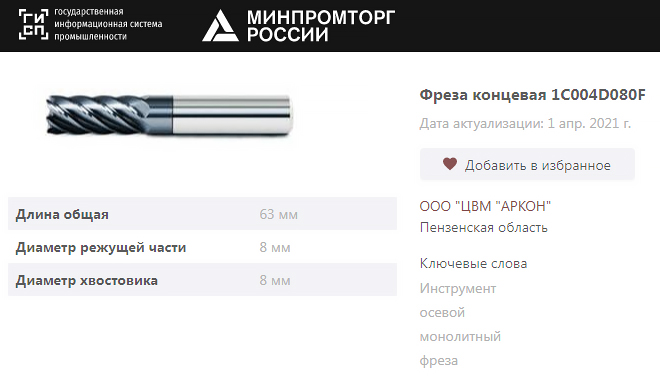 государственная
информационная система
промышленности
МИНПРОМТОРГ
РОССИИ
Фреза концевая 1C004D080F
Дата актуализации: 1 апр. 2021 г.
Добавить в избранное
ООО "ЦВМ "АРКОН"
Пензенская область
Длина общая 63 мм
Диаметр режущей части 8 мм
Диаметр хвостовика 8 мм
Ключевые слова
Инструмент
осевой
монолитный
фреза